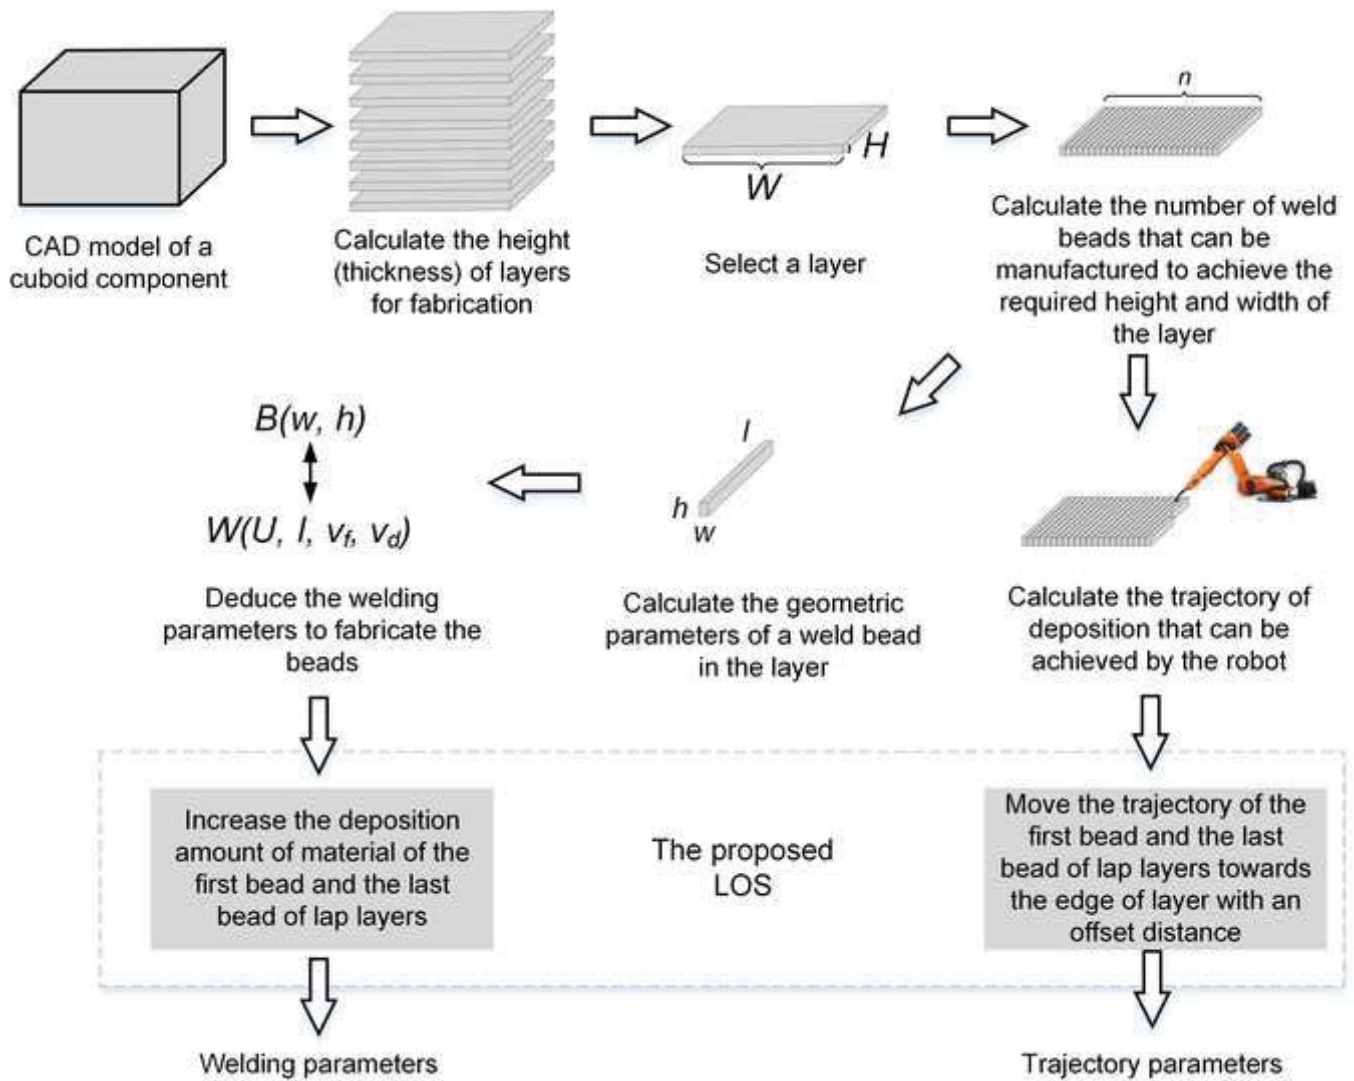 n
H
W
CAD model of a
cuboid component
Calculate the height
(thickness) of layers
for fabrication
Select a layer
Calculate the number of weld
beads that can be
manufactured to achieve the
required height and width of
the layer
B(w, h)
W(U, I, vf, vd)
Deduce the welding
parameters to fabricate the
beads
l
h
w
Calculate the geometric
parameters of a weld bead
in the layer
Calculate the trajectory of
deposition that can be
achieved by the robot
Increase the deposition
amount of material of the
first bead and the last
bead of lap layers
The proposed
LOS
Move the trajectory of the
first bead and the last
bead of lap layers towards
the edge of layer with an
offset distance
Welding parameters
Trajectory parameters